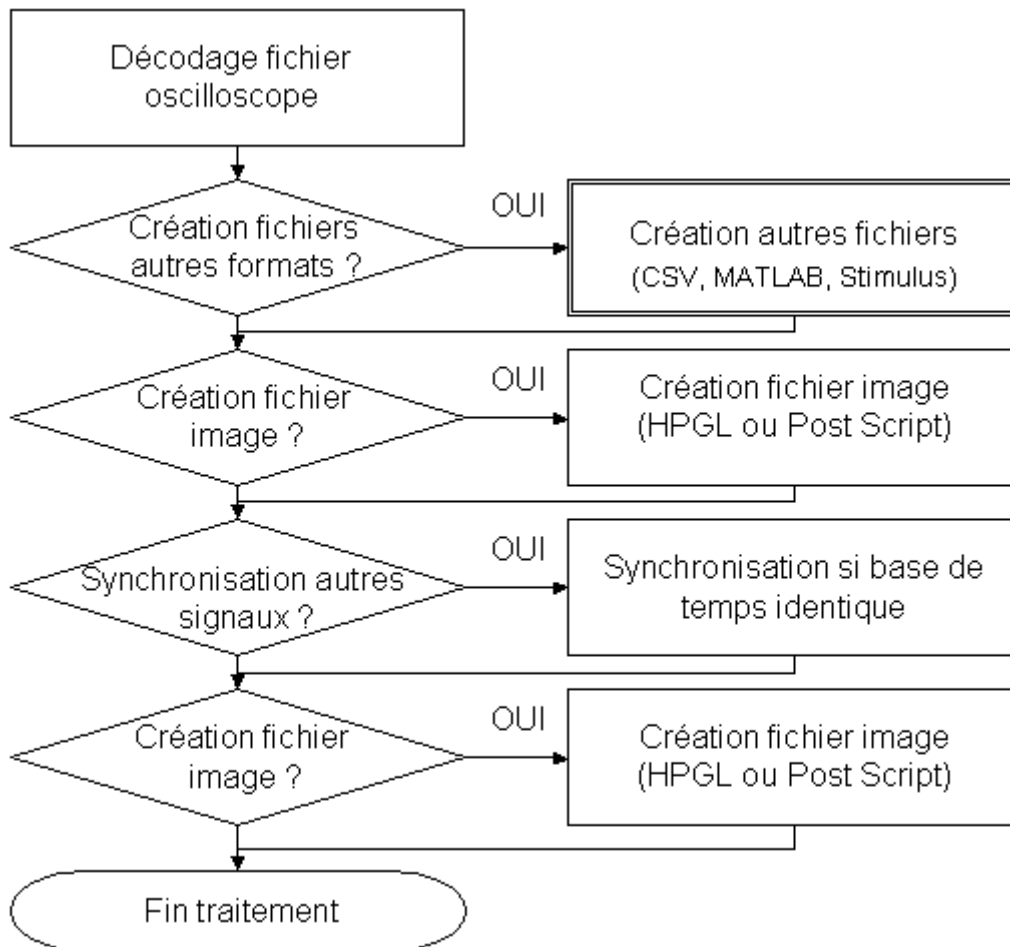 Décodage fichier
oscilloscope
OUI
Création fichiers
autres formats ?
Création autres fichiers
(CSV, MATLAB, Stimulus)
OUI
Création fichier
image ?
Création fichier image
(HPGL ou Post Script)
OUI
Synchronisation autres
signaux ?
Synchronisation si base de
temps identique
OUI
Création fichier
image ?
Création fichier image
(HPGL ou Post Script)
Fin traitement